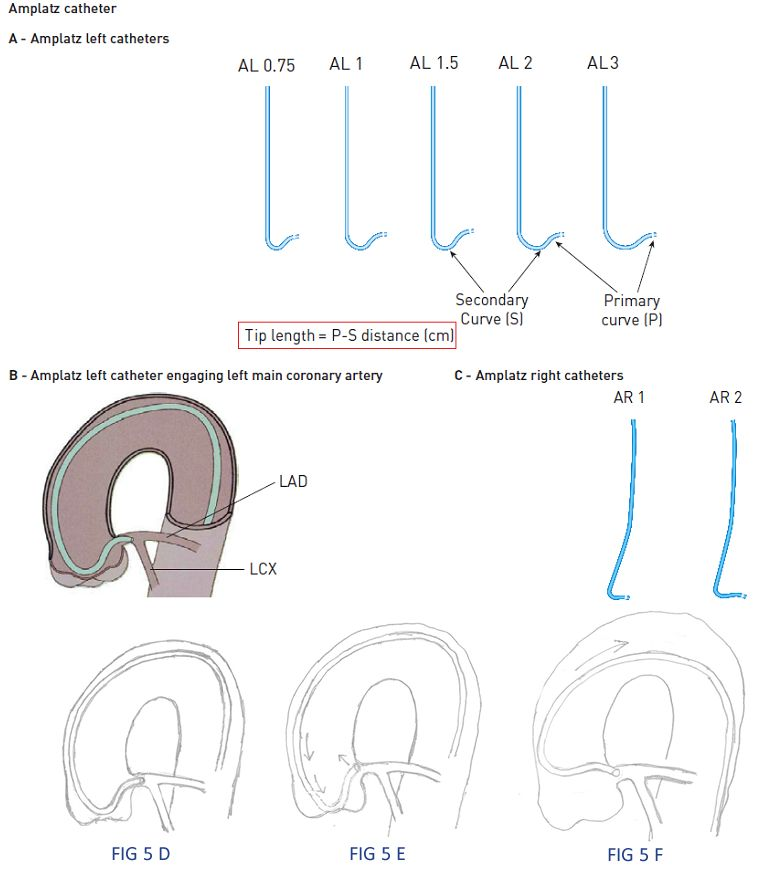 Amplatz catheter
A - Amplatz left catheters
AL 0.75 AL 1 AL 1.5 AL 2 AL3
Secondary
Curve (S)
Primary
curve (P)
Tip length = P-S distance (cm)
B - Amplatz left catheter engaging left main coronary artery
LAD
LCX
C - Amplatz right catheters
AR 1 AR 2
FIG 5 D FIG 5 E FIG 5 F